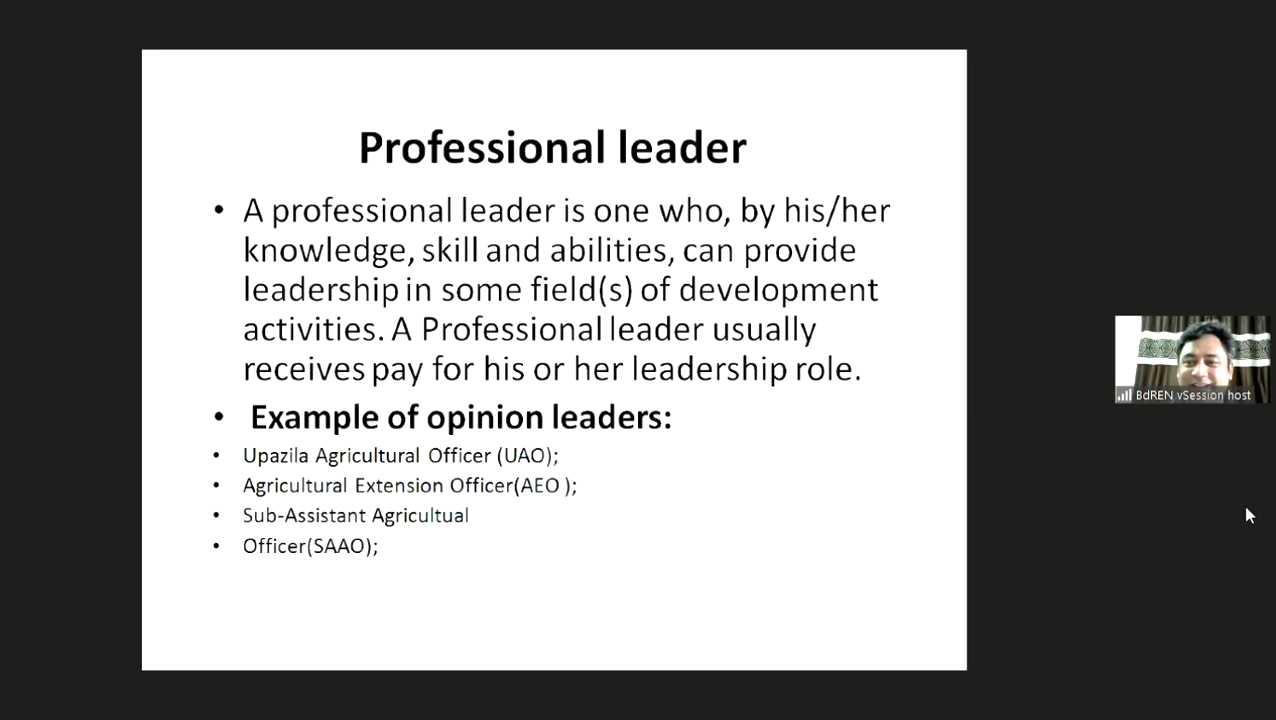 Professional leader
• A professional leader is one who, by his/her
knowledge, skill and abilities, can provide
leadership in some field(s) of development
activities. A Professional leader usually
receives pay for his or her leadership role.
• Example of opinion leaders:
• Upazila Agricultural Officer (UAO);
• Agricultural Extension Officer(AEO );
• Sub-Assistant Agricultual
• Officer(SAAO);
BdREN vSession host